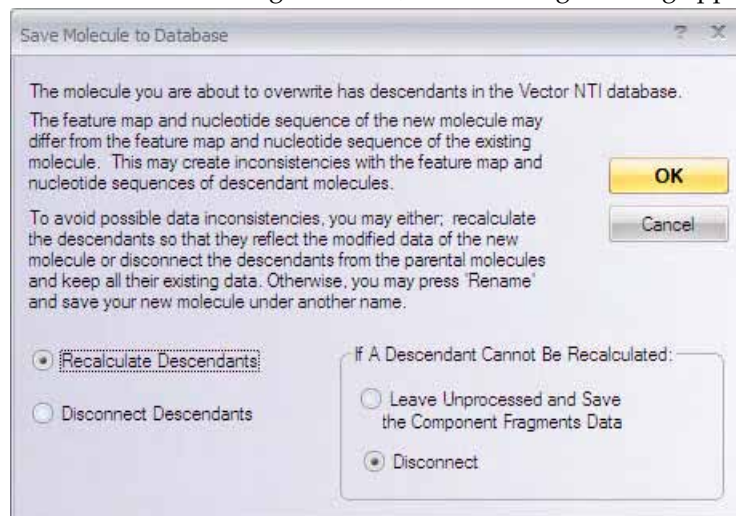 Save Molecule to Database
? X
The molecule you are about to overwrite has descendants in the Vector NTI database.
The feature map and nucleotide sequence of the new molecule may
differ from the feature map and nucleotide sequence of the existing
molecule. This may create inconsistencies with the feature map and
nucleotide sequences of descendant molecules.
OK
Cancel
To avoid possible data inconsistencies, you may either; recalculate
the descendants so that they reflect the modified data of the new
molecule or disconnect the descendants from the parental molecules
and keep all their existing data. Otherwise, you may press 'Rename'
and save your new molecule under another name.
Recalculate Descendants
Disconnect Descendants
If A Descendant Cannot Be Recalculated:
Leave Unprocessed and Save
the Component Fragments Data
Disconnect